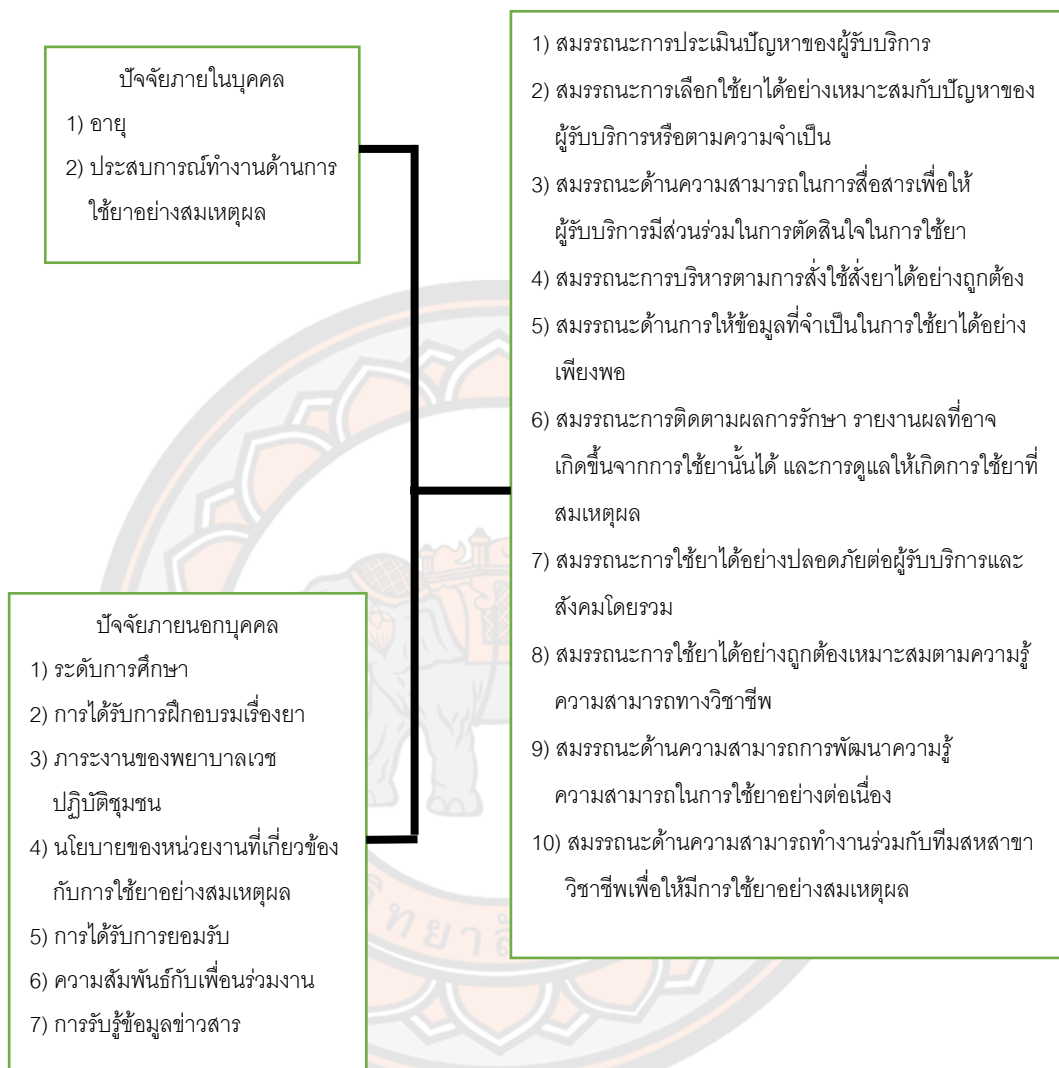 ปัจจัยภายในบุคคล
1) อายุ
2) ประสบการณ์ทำงานด้านการ
ใช้ยาอย่างสมเหตุผล
ปัจจัยภายนอกบุคคล
1) ระดับการศึกษา
2) การได้รับการฝึกอบรมเรื่องยา
3) ภาระงานของพยาบาลเวช
ปฏิบัติชุมชน
4) นโยบายของหน่วยงานที่เกี่ยวข้อง
กับการใช้ยาอย่างสมเหตุผล
5) การได้รับการยอมรับ
6) ความสัมพันธ์กับเพื่อนร่วมงาน
7) การรับรู้ข้อมูลข่าวสาร
1) สมรรถนะการประเมินปัญหาของผู้รับบริการ
2) สมรรถนะการเลือกใช้ยาได้อย่างเหมาะสมกับปัญหาของ
ผู้รับบริการหรือตามความจำเป็น
3) สมรรถนะด้านความสามารถในการสื่อสารเพื่อให้
ผู้รับบริการมีส่วนร่วมในการตัดสินใจในการใช้ยา
4) สมรรถนะการบริหารตามการสั่งใช้สั่งยาได้อย่างถูกต้อง
5) สมรรถนะด้านการให้ข้อมูลที่จำเป็นในการใช้ยาได้อย่าง
เพียงพอ
6) สมรรถนะการติดตามผลการรักษา รายงานผลที่อาจ
เกิดขึ้นจากการใช้ยานั้นได้ และการดูแลให้เกิดการใช้ยาที่
สมเหตุผล
7) สมรรถนะการใช้ยาได้อย่างปลอดภัยต่อผู้รับบริการและ
สังคมโดยรวม
8) สมรรถนะการใช้ยาได้อย่างถูกต้องเหมาะสมตามความรู้
ความสามารถทางวิชาชีพ
9) สมรรถนะด้านความสามารถการพัฒนาความรู้
ความสามารถในการใช้ยาอย่างต่อเนื่อง
10) สมรรถนะด้านความสามารถทำงานร่วมกับทีมสหสาขา
วิชาชีพเพื่อให้มีการใช้ยาอย่างสมเหตุผล